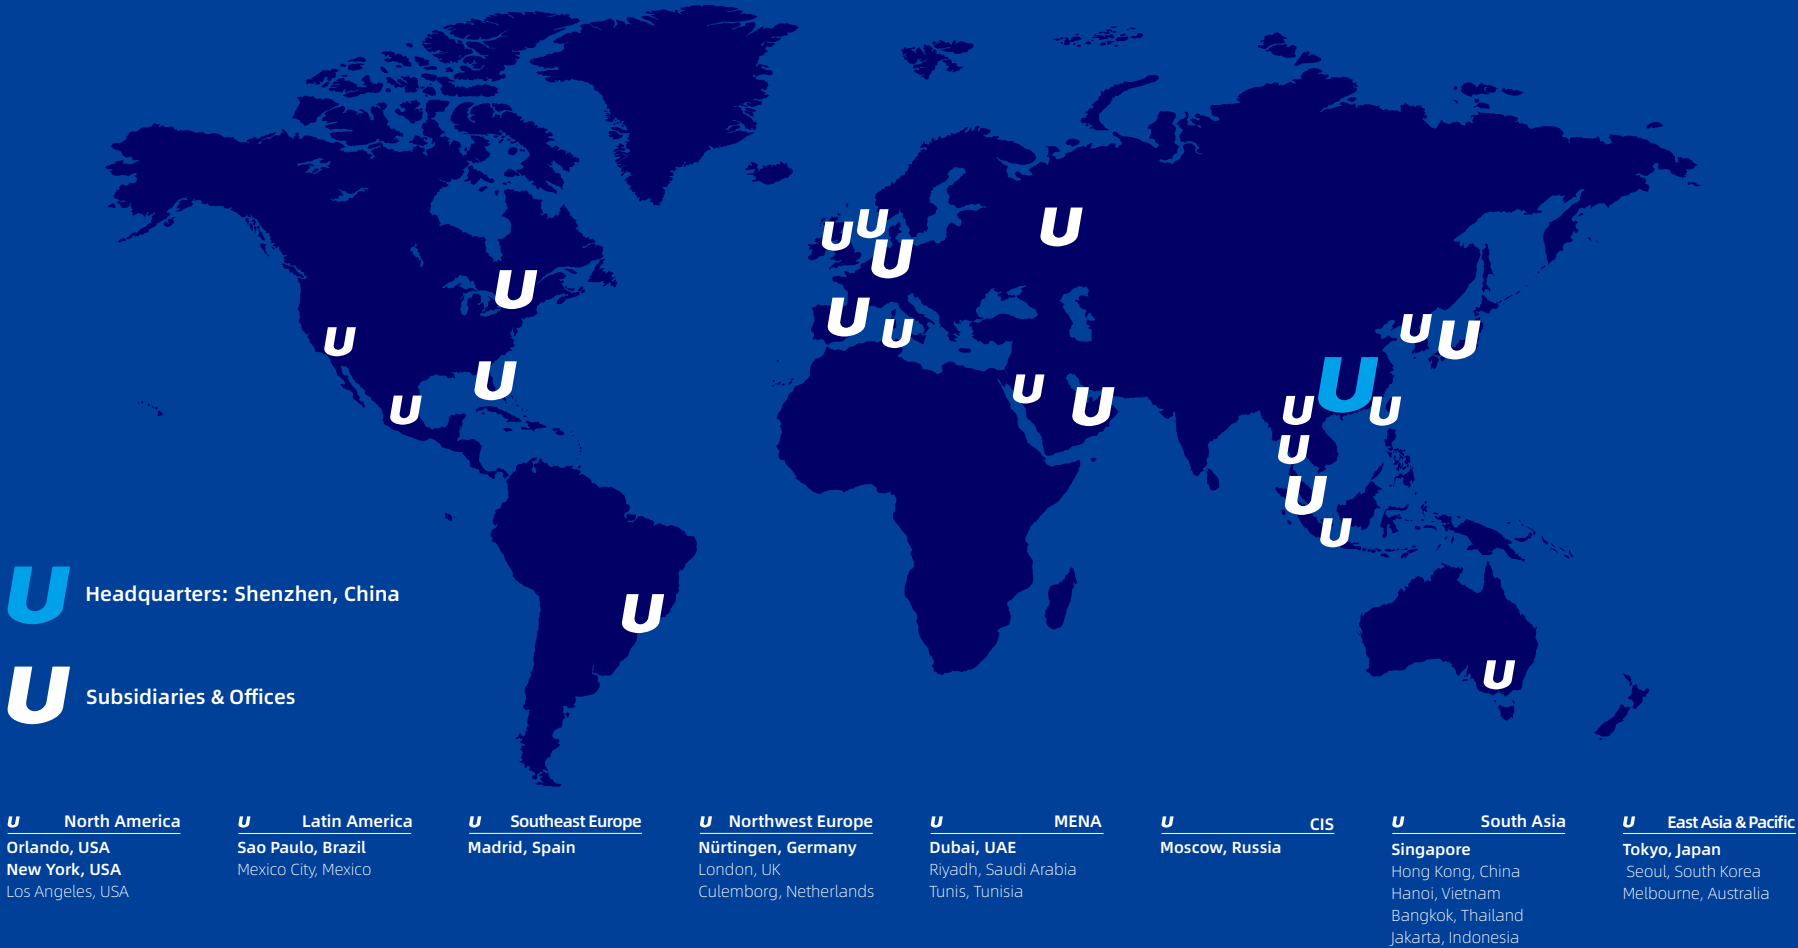 Headquarters: Shenzhen, China
Subsidiaries & Offices
North America
Orlando, USA
New York, USA
Los Angeles, USA
Latin America
Sao Paulo, Brazil
Mexico City, Mexico
Southeast Europe
Madrid, Spain
Northwest Europe
Nürtingen, Germany
London, UK
Culemborg, Netherlands
MENA
Dubai, UAE
Riyadh, Saudi Arabia
Tunis, Tunisia
CIS
Moscow, Russia
South Asia
Singapore
Hong Kong, China
Hanoi, Vietnam
Bangkok, Thailand
Jakarta, Indonesia
East Asia & Pacific
Tokyo, Japan
Seoul, South Korea
Melbourne, Australia